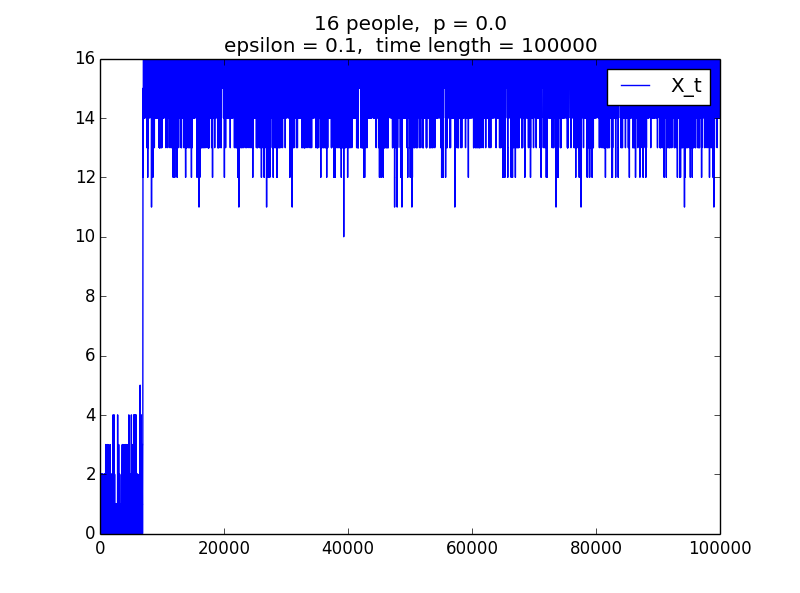 16 people,  p = 0.0
epsilon = 0.1,  time length = 100000
X_t
16
14
12
10
8
6
4
2
0
0 20000 40000 60000 80000 100000